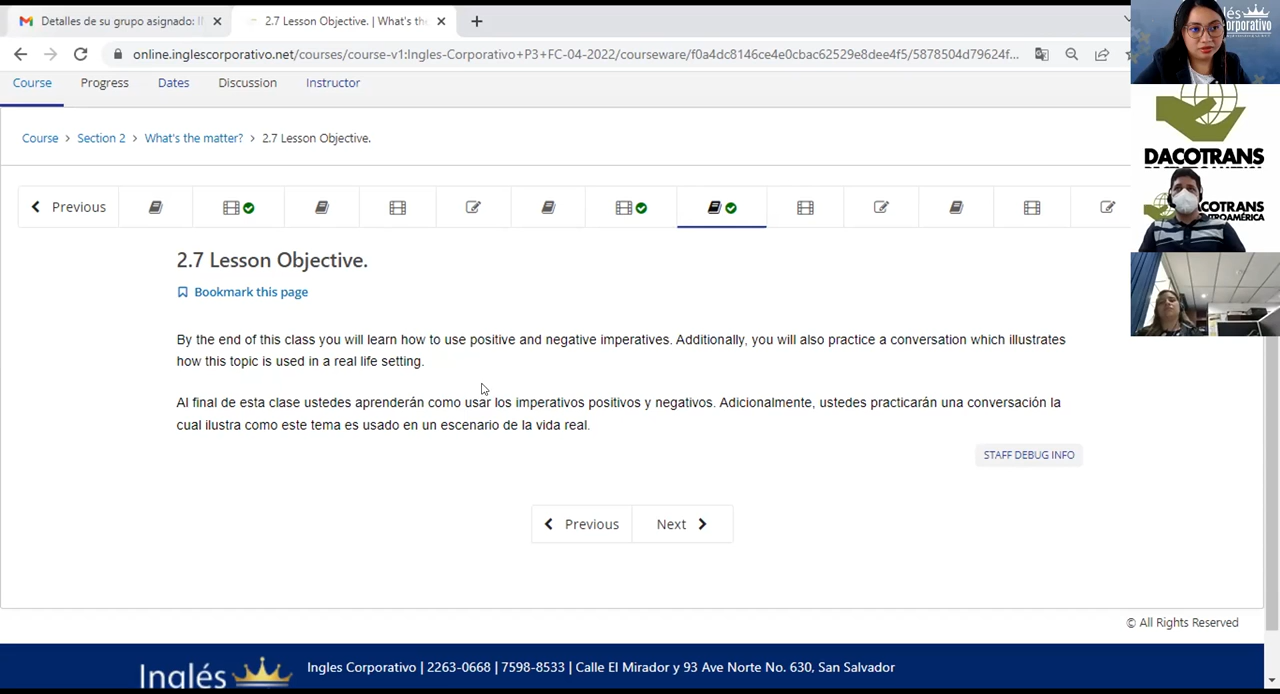 Detalles de su grupo asignado: I
2.7 Lesson Objective. | What's the
online.inglescorporativo.net/courses/course-v1:Ingles-Corporativo+P3+FC-04-2022/courseware/f0a4dc8146ce4e0cbac62529e8dee4f5/5878504d79624f...
Course Progress Dates Discussion Instructor
Course > Section 2 > What's the matter? > 2.7 Lesson Objective.
Previous
2.7 Lesson Objective.
Bookmark this page
By the end of this class you will learn how to use positive and negative imperatives. Additionally, you will also practice a conversation which illustrates
how this topic is used in a real life setting.
Al final de esta clase ustedes aprenderán como usar los imperativos positivos y negativos. Adicionalmente, ustedes practicarán una conversación la
cual ilustra como este tema es usado en un escenario de la vida real.
STAFF DEBUG INFO
Previous Next
© All Rights Reserved
Inglés
Ingles Corporativo | 2263-0668 | 7598-8533 | Calle El Mirador y 93 Ave Norte No. 630, San Salvador
DACOTRANS